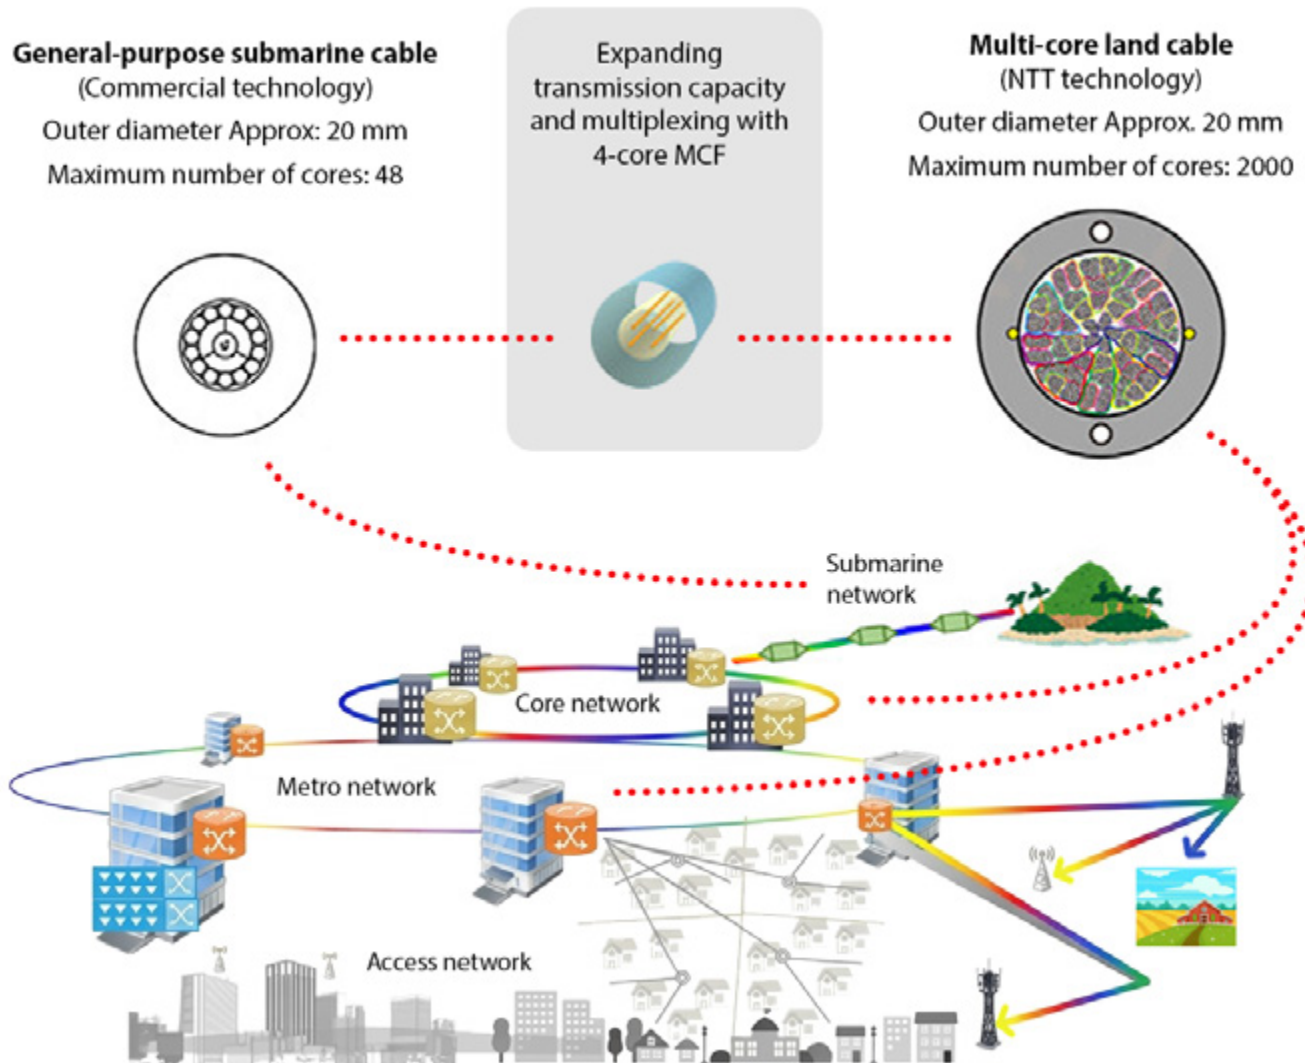 General-purpose submarine cable
(Commercial technology)
Outer diameter Approx: 20 mm
Maximum number of cores: 48
Expanding
transmission capacity
and multiplexing with
4-core MCF
Multi-core land cable
(NTT technology)
Outer diameter Approx. 20 mm
Maximum number of cores: 2000
Submarine
network
Core network
Metro network
Access network